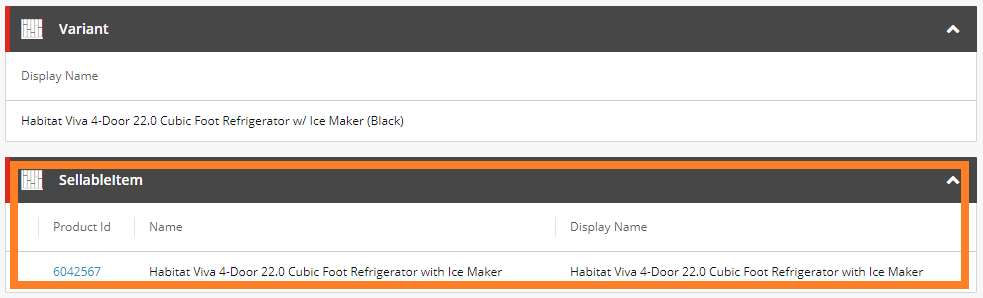 Variant
Display Name
Habitat Viva 4-Door 22.0 Cubic Foot Refrigerator w/ Ice Maker (Black)
SellableItem
Product Id Name Display Name
6042567 Habitat Viva 4-Door 22.0 Cubic Foot Refrigerator with Ice Maker Habitat Viva 4-Door 22.0 Cubic Foot Refrigerator with Ice Maker